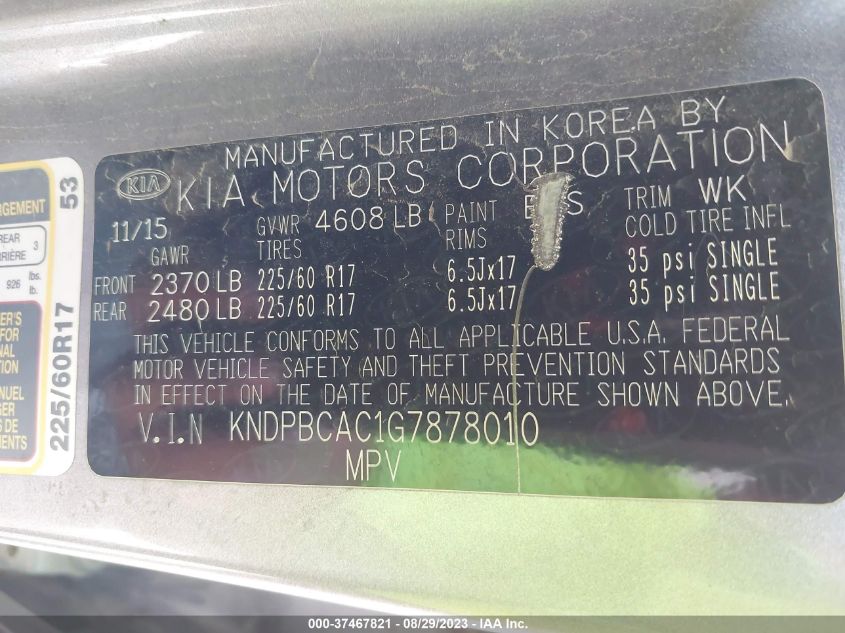 MANUFACTURED IN KOREA BY
KIA KIA MOTORS CORPORATION
11/15 GVWR 4608 LB PAINT TRIM WK
GAWR TIRES RIMS COLD TIRE INFL
FRONT 2370 LB 225/60 R17 6.5Jx17 35 psi SINGLE
REAR 2480 LB 225/60 R17 6.5Jx17 35 psi SINGLE
THIS VEHICLE CONFORMS TO ALL APPLICABLE U.S.A. FEDERAL
MOTOR VEHICLE SAFETY AND THEFT PREVENTION STANDARDS
IN EFFECT ON THE DATE OF MANUFACTURE SHOWN ABOVE.
V.I.N KNDPBCAC1G7878010
MPV
53
225/60R17
REAR 3
926 lbs.
lb.
000-37467821 - 08/29/2023 - IAA Inc.